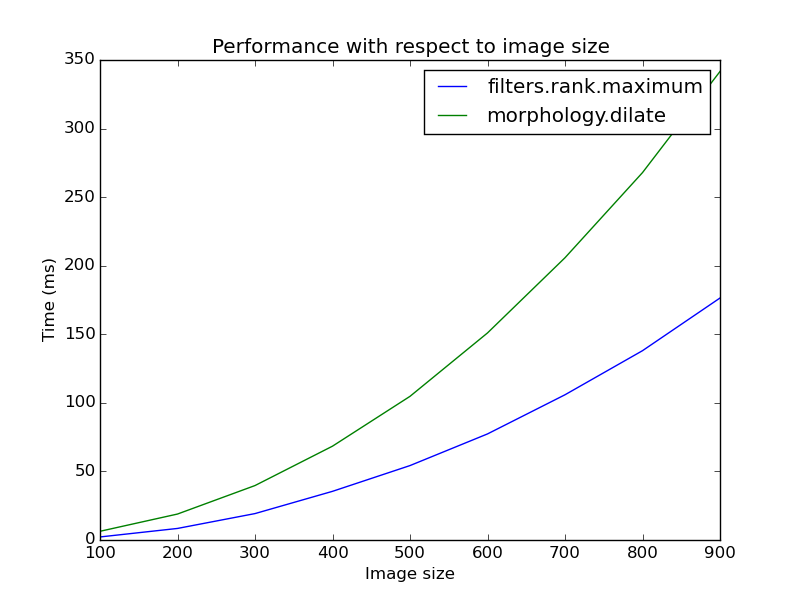 Performance with respect to image size
350
300
250
200
150
100
50
0
Time (ms)
filters.rank.maximum
morphology.dilate
100 200 300 400 500 600 700 800 900
Image size